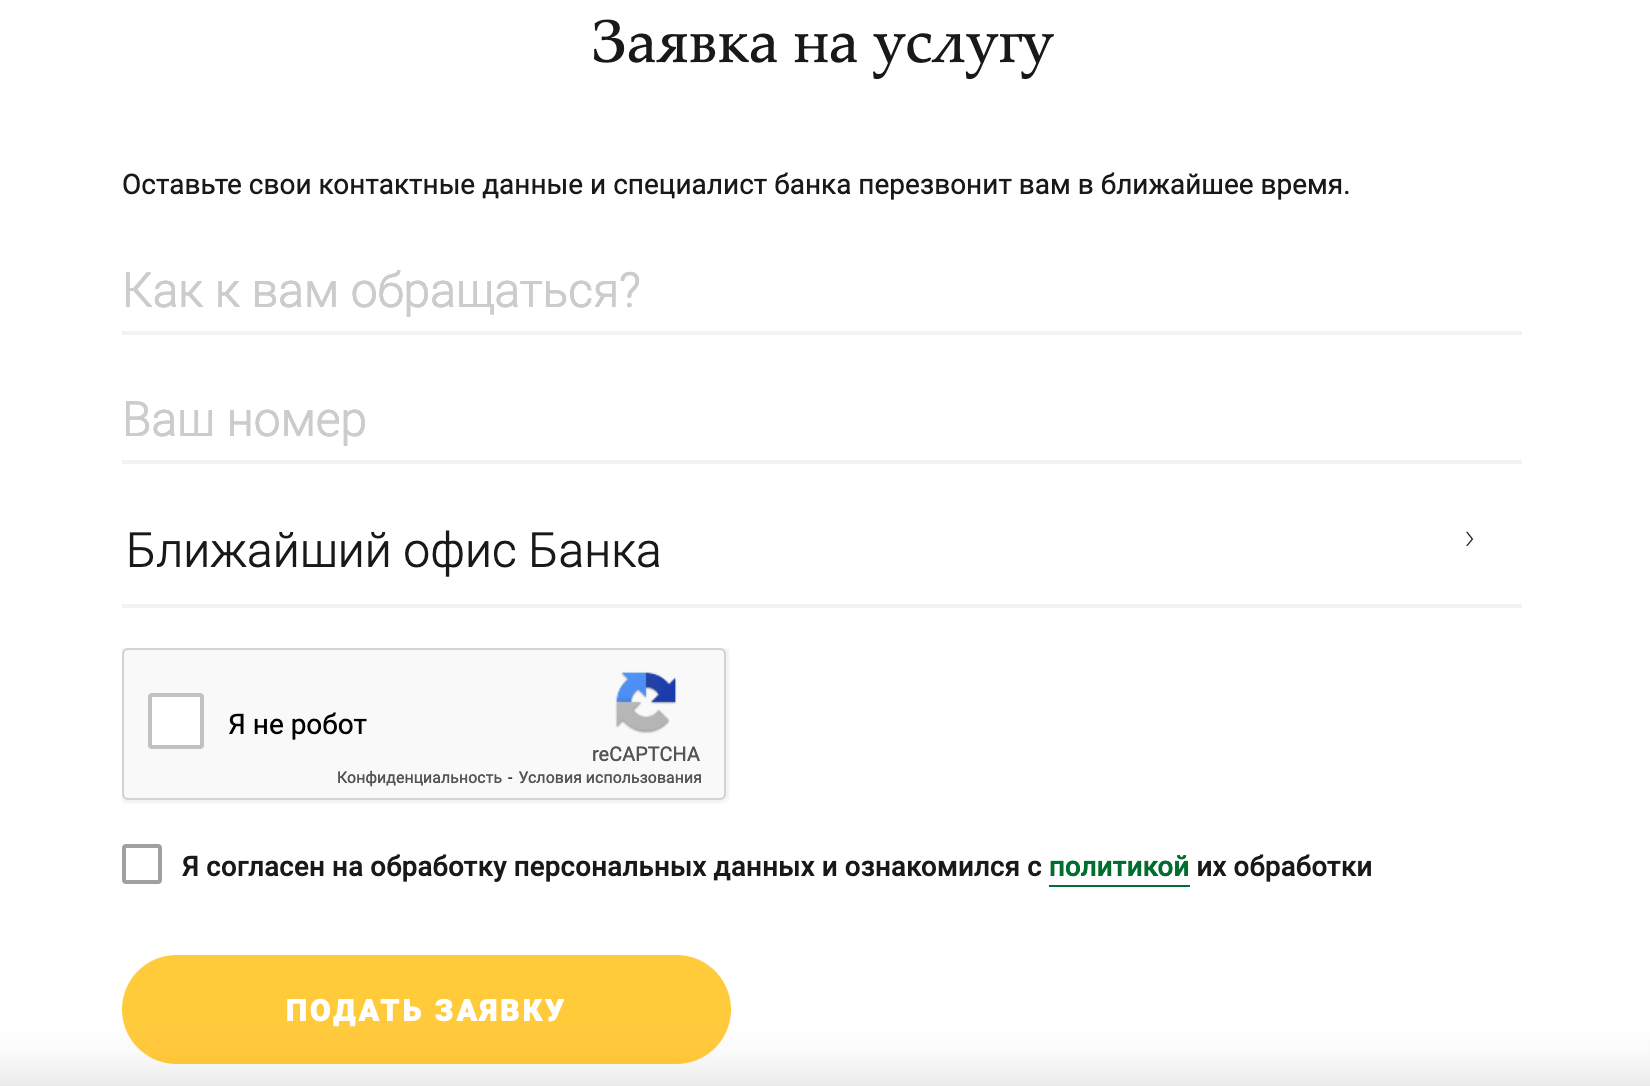 Заявка на услугу
Оставьте свои контактные данные и специалист банка перезвонит вам в ближайшее время.
Как к вам обращаться?
Ваш номер
Ближайший офис Банка
Я не робот
reCAPTCHA
Конфиденциальность - Условия использования
Я согласен на обработку персональных данных и ознакомился с политикой их обработки
ПОДАТЬ ЗАЯВКУ